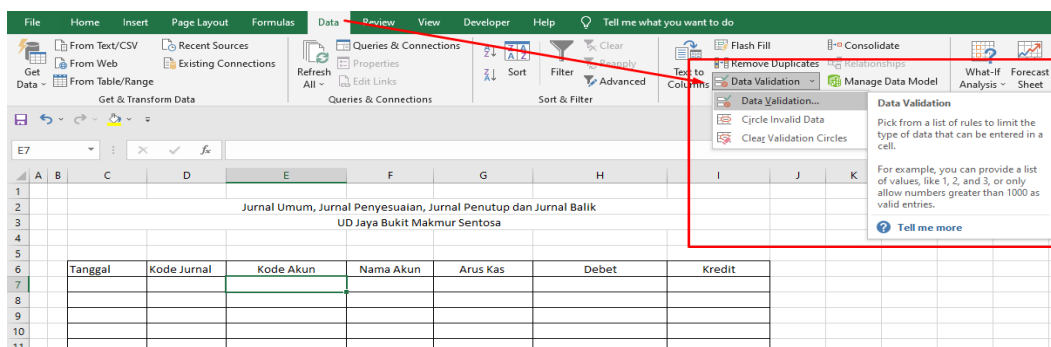 File Home Insert Page Layout Formulas Data Review View Developer Help Tell me what you want to do
From Text/CSV Recent Sources Queries & Connections Clear Flash Fill Consolidate
From Web Existing Connections Properties Reapply Remove Duplicates Relationships
Get Data From Table/Range Refresh All Edit Links Sort Filter Advanced Text to Columns Data Validation Manage Data Model What-If Analysis Forecast Sheet
Get & Transform Data Queries & Connections Sort & Filter
Data Validation...
Circle Invalid Data
Clear Validation Circles
Data Validation
Pick from a list of rules to limit the
type of data that can be entered in a
cell.
For example, you can provide a list
of values, like 1, 2, and 3, or only
allow numbers greater than 1000 as
valid entries.
Tell me more
E7 fx
A B C D E F G H I J K
1
2 Jurnal Umum, Jurnal Penyesuaian, Jurnal Penutup dan Jurnal Balik
3 UD Jaya Bukit Makmur Sentosa
4
5
6 Tanggal Kode Jurnal Kode Akun Nama Akun Arus Kas Debet Kredit
7
8
9
10
11